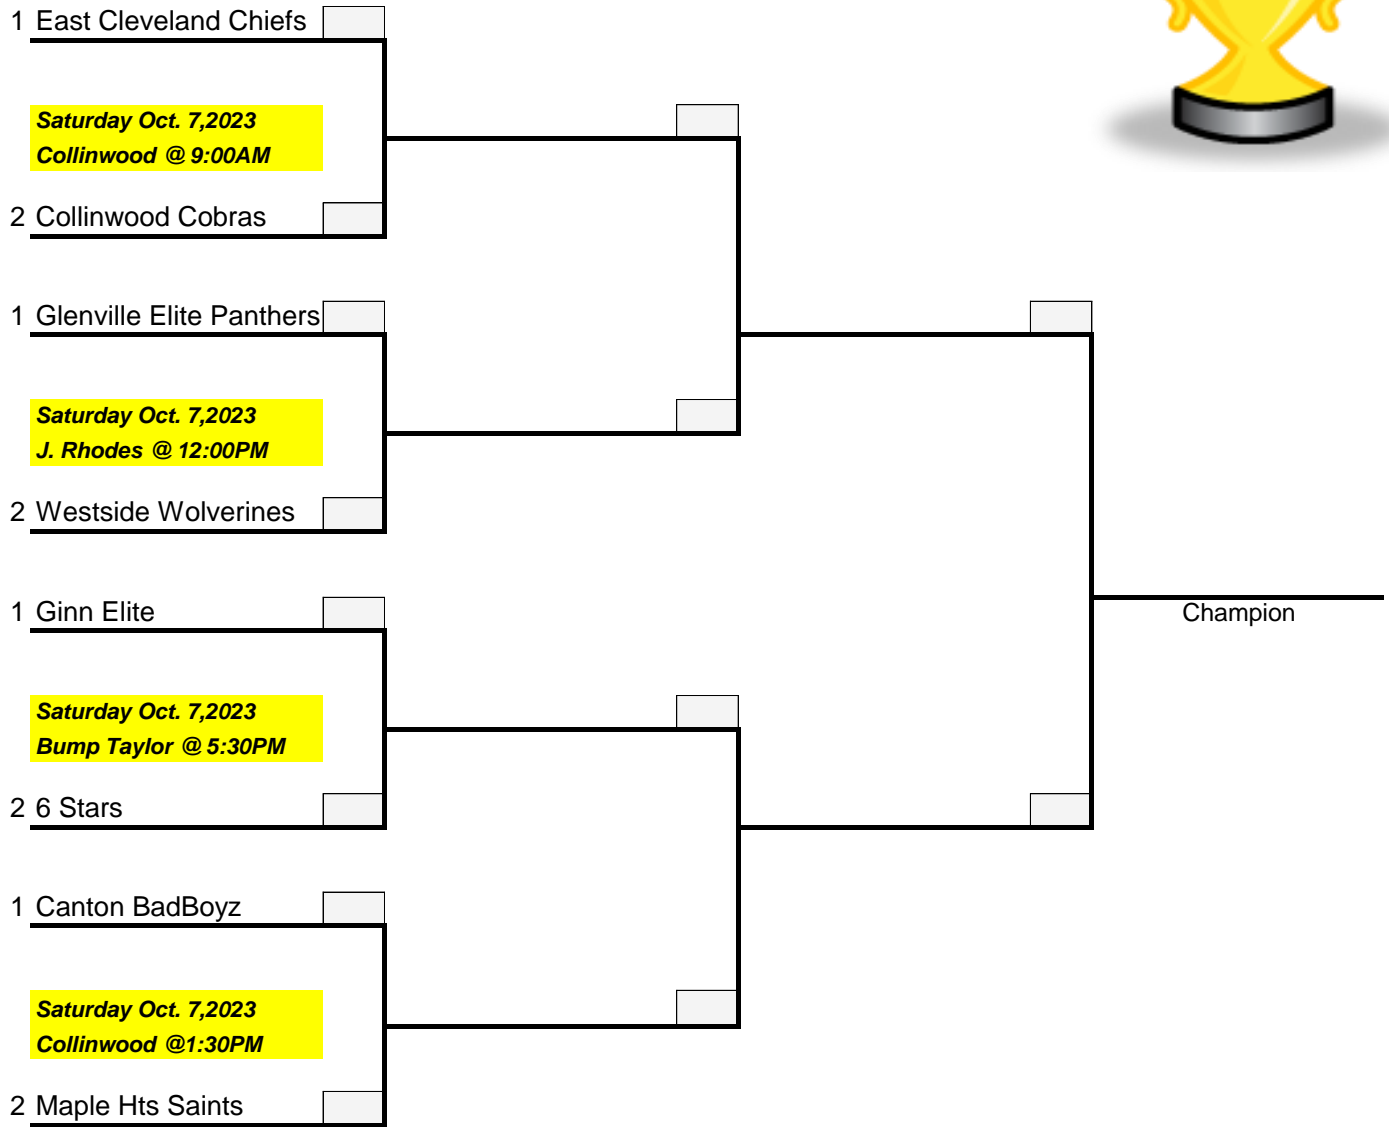 1 East Cleveland Chiefs
Saturday Oct. 7,2023
Collinwood @ 9:00AM
2 Collinwood Cobras
1 Glenville Elite Panthers
Saturday Oct. 7,2023
J. Rhodes @ 12:00PM
2 Westside Wolverines
1 Ginn Elite
Saturday Oct. 7,2023
Bump Taylor @ 5:30PM
2 6 Stars
1 Canton BadBoyz
Saturday Oct. 7,2023
Collinwood @1:30PM
2 Maple Hts Saints
Champion